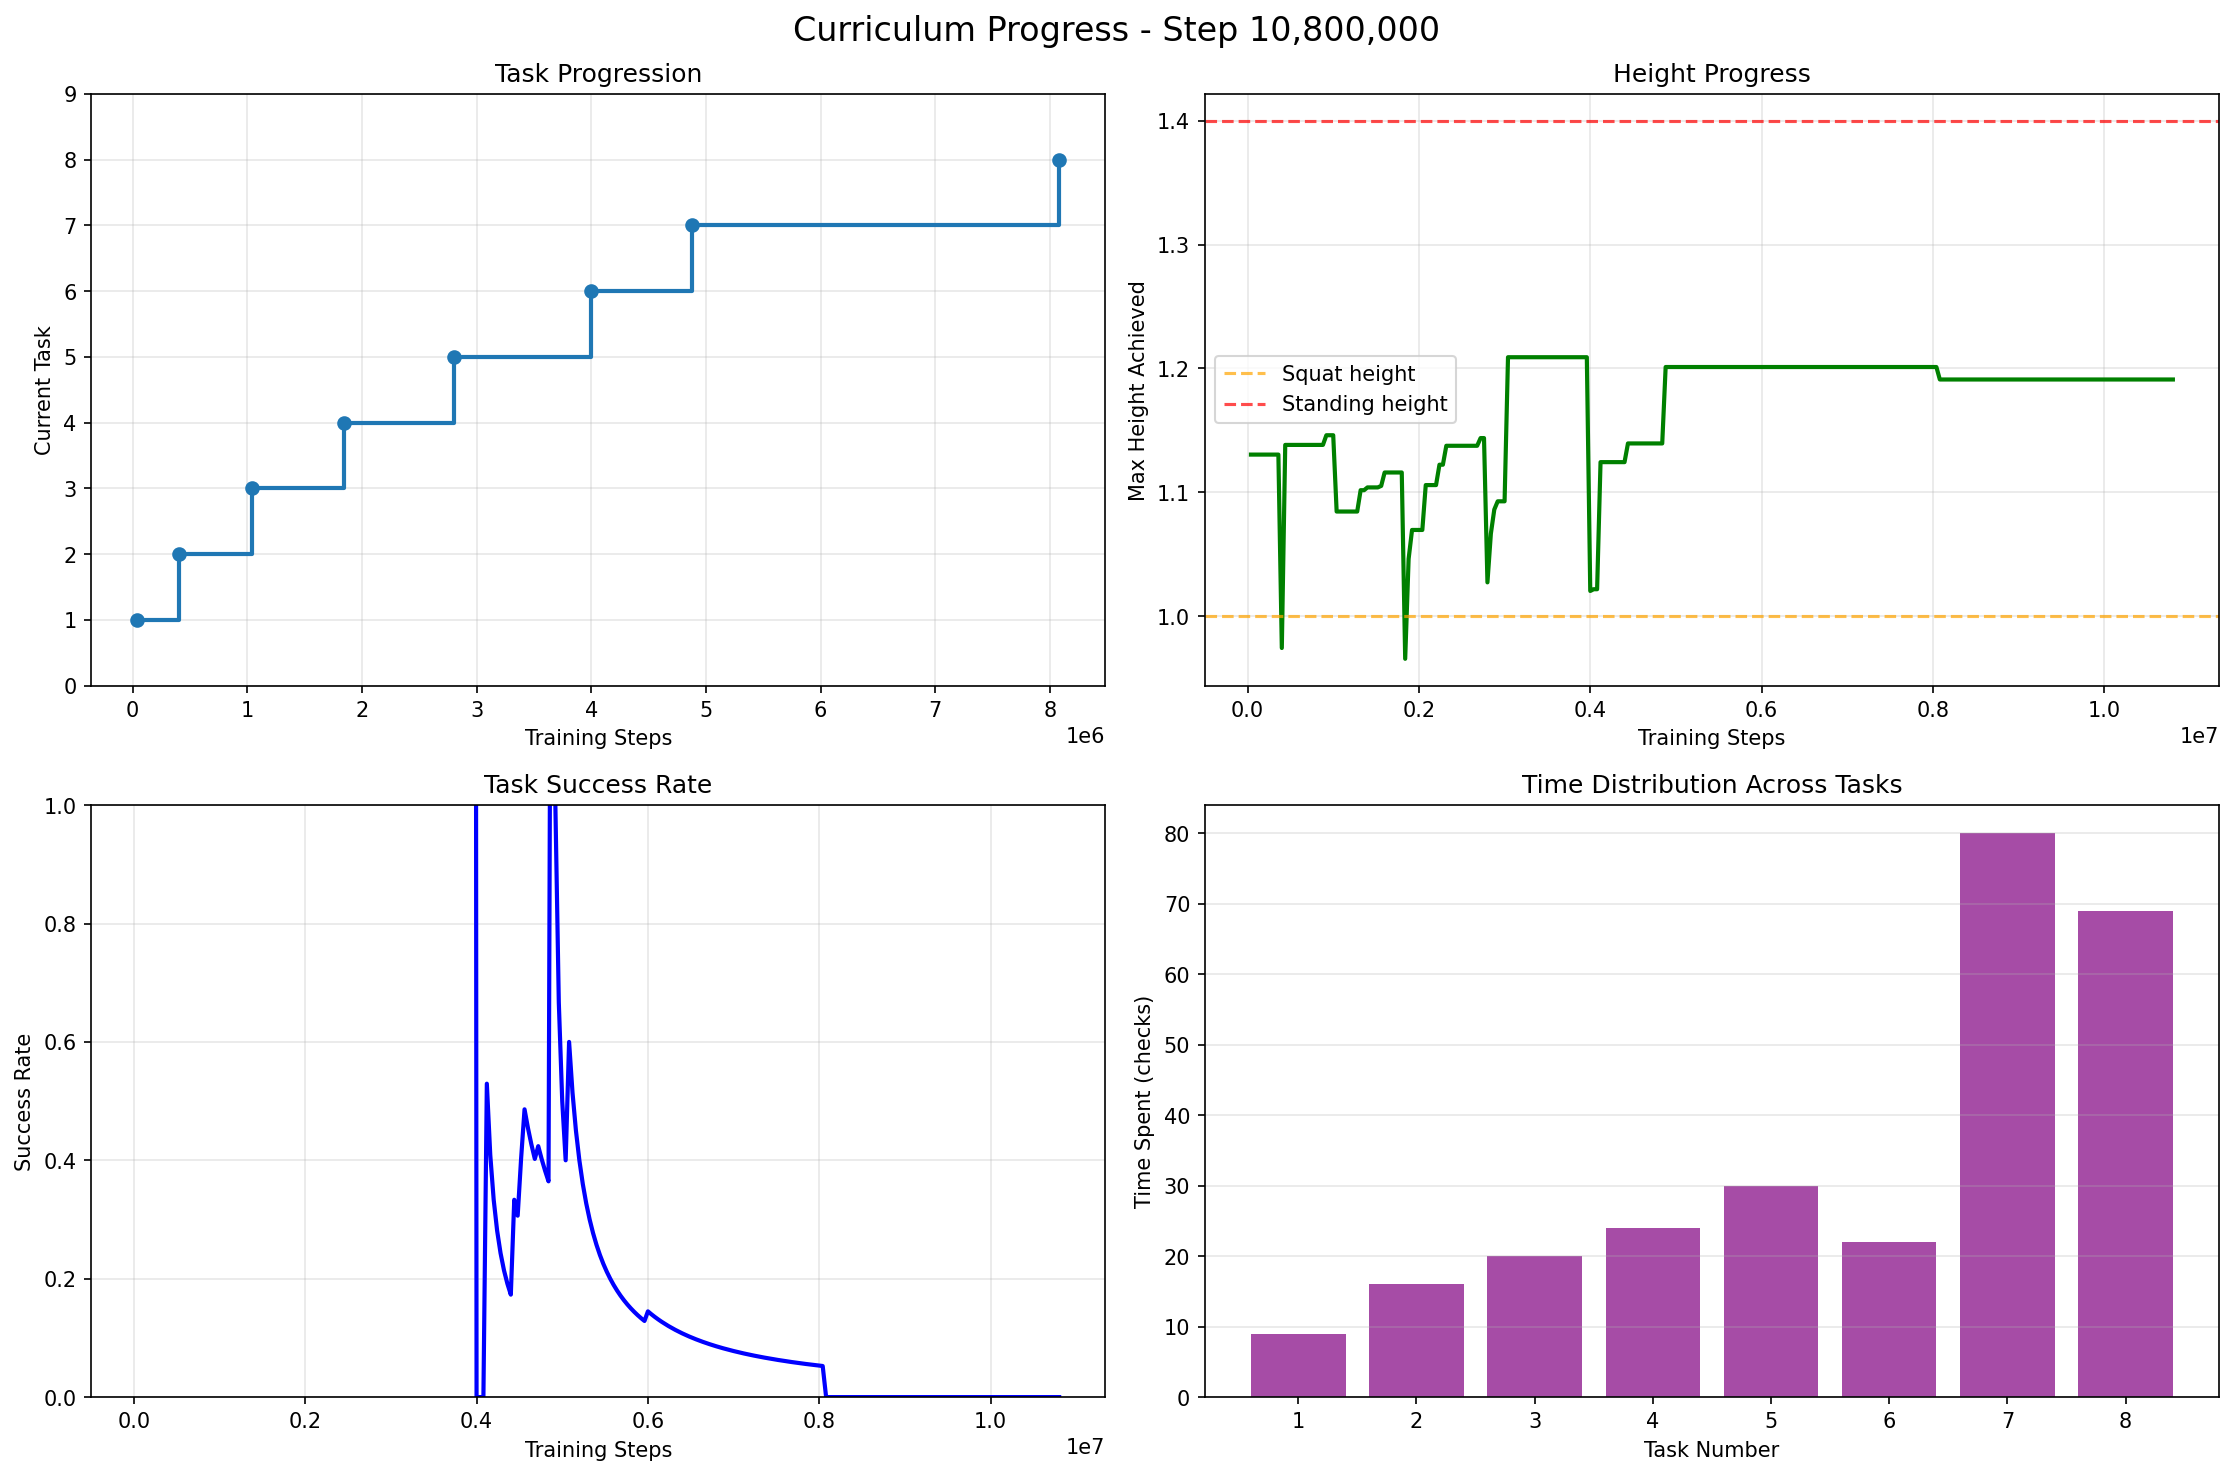 Curriculum Progress - Step 10,800,000
Task Progression
9
8
7
6
5
4
3
2
1
0
Current Task
0 1 2 3 4 5 6 7 8
1e6
Training Steps
Height Progress
1.4
1.3
1.2
1.1
1.0
Max Height Achieved
Squat height
Standing height
0.0 0.2 0.4 0.6 0.8 1.0
1e7
Training Steps
Task Success Rate
1.0
0.8
0.6
0.4
0.2
0.0
Success Rate
0.0 0.2 0.4 0.6 0.8 1.0
1e7
Training Steps
Time Distribution Across Tasks
80
70
60
50
40
30
20
10
0
Time Spent (checks)
1 2 3 4 5 6 7 8
Task Number